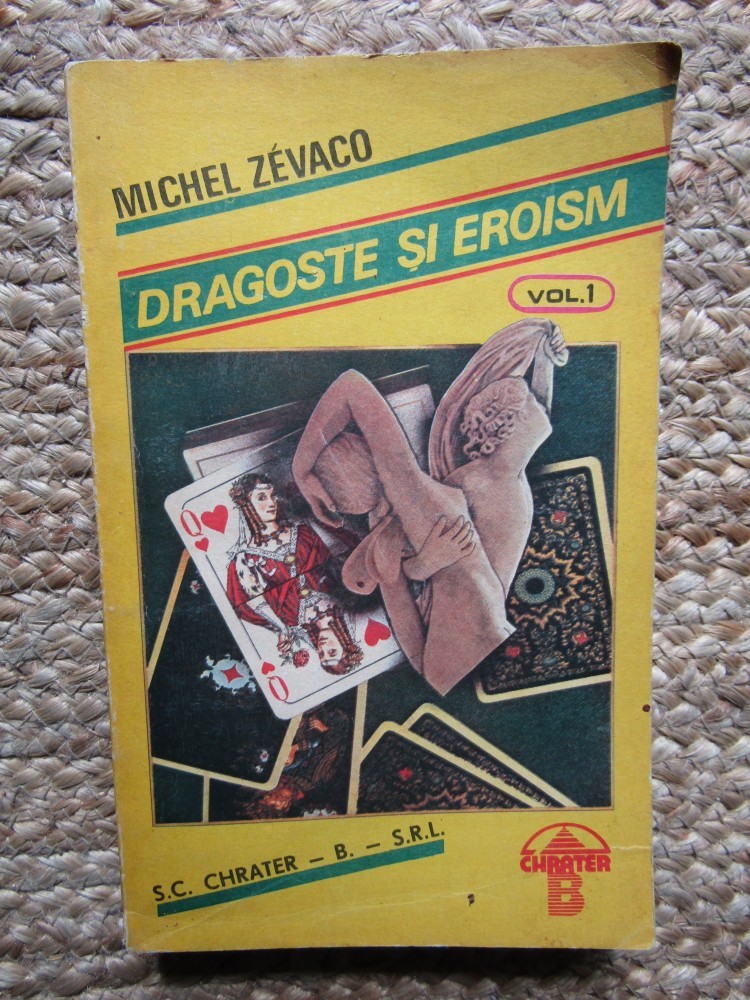 MICHEL ZÉVACO
DRAGOSTE ȘI EROISM
VOL.1
Q
Q
S.C. CHRATER – B. – S.R.L.
CHRATER
B